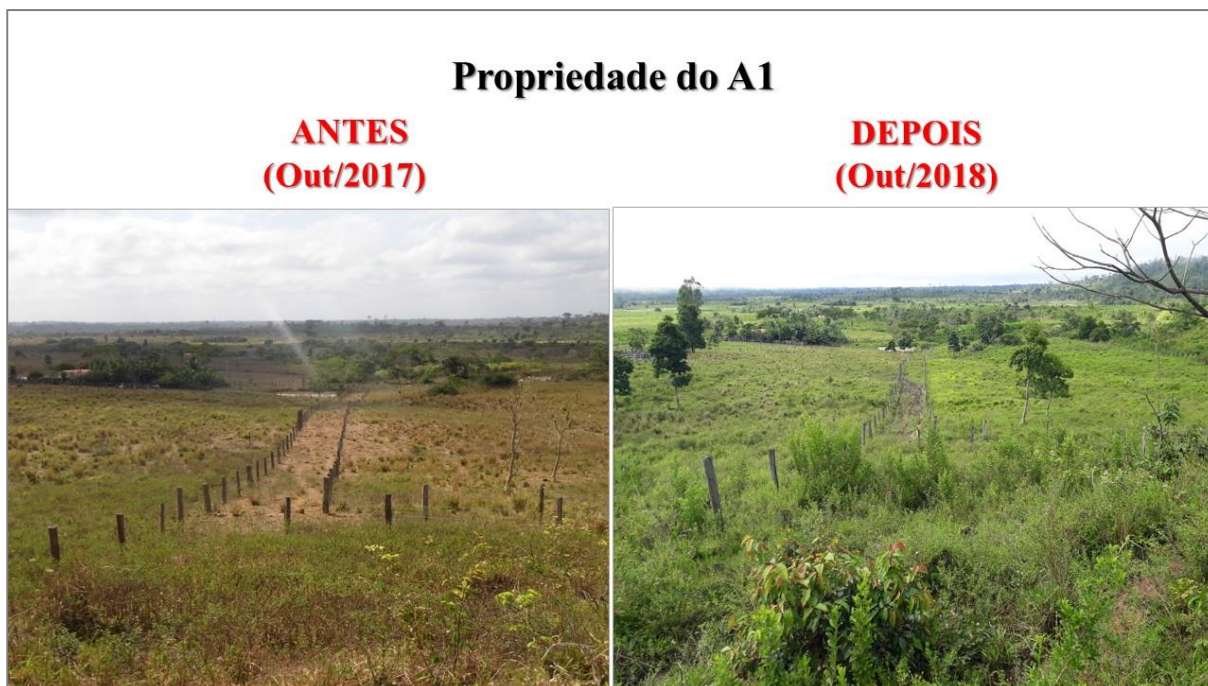 Propriedade do A1
ANTES
(Out/2017)
DEPOIS
(Out/2018)